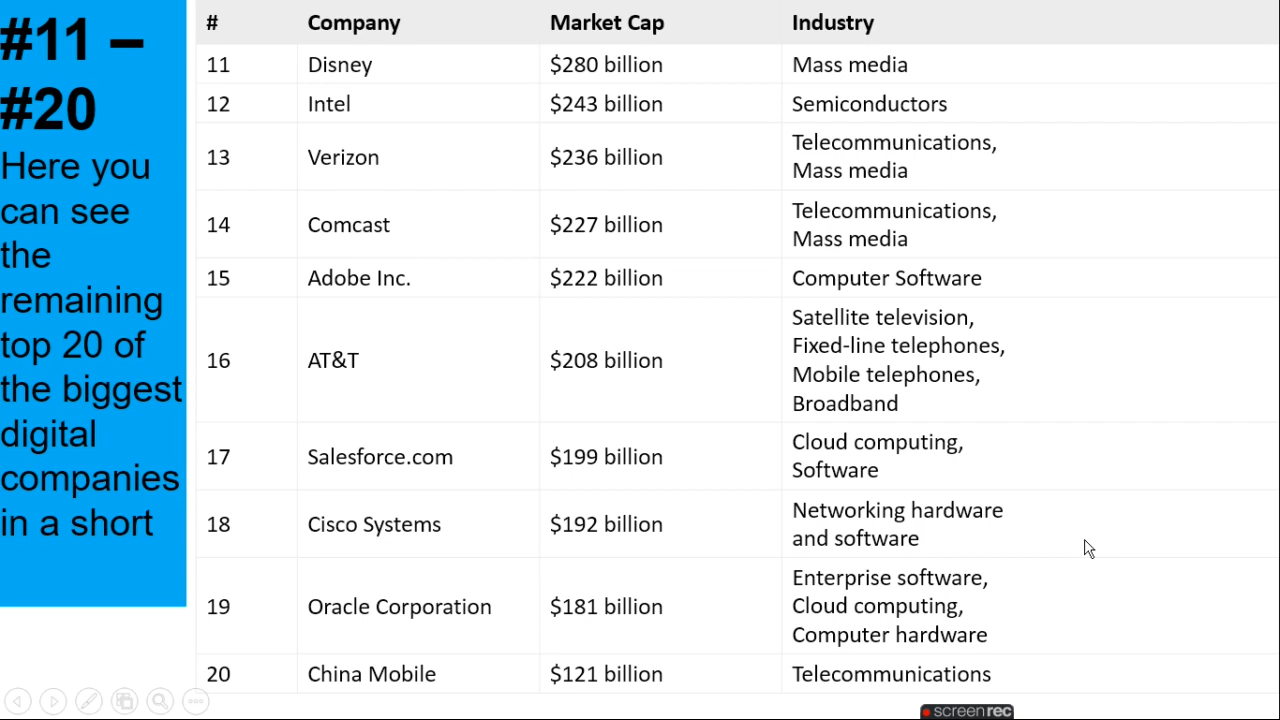 #11 –
#20
Here you
can see
the
remaining
top 20 of
the biggest
digital
companies
in a short
# Company Market Cap Industry
11 Disney $280 billion Mass media
12 Intel $243 billion Semiconductors
13 Verizon $236 billion Telecommunications,
Mass media
14 Comcast $227 billion Telecommunications,
Mass media
15 Adobe Inc. $222 billion Computer Software
16 AT&T $208 billion Satellite television,
Fixed-line telephones,
Mobile telephones,
Broadband
17 Salesforce.com $199 billion Cloud computing,
Software
18 Cisco Systems $192 billion Networking hardware
and software
19 Oracle Corporation $181 billion Enterprise software,
Cloud computing,
Computer hardware
20 China Mobile $121 billion Telecommunications
screenrec